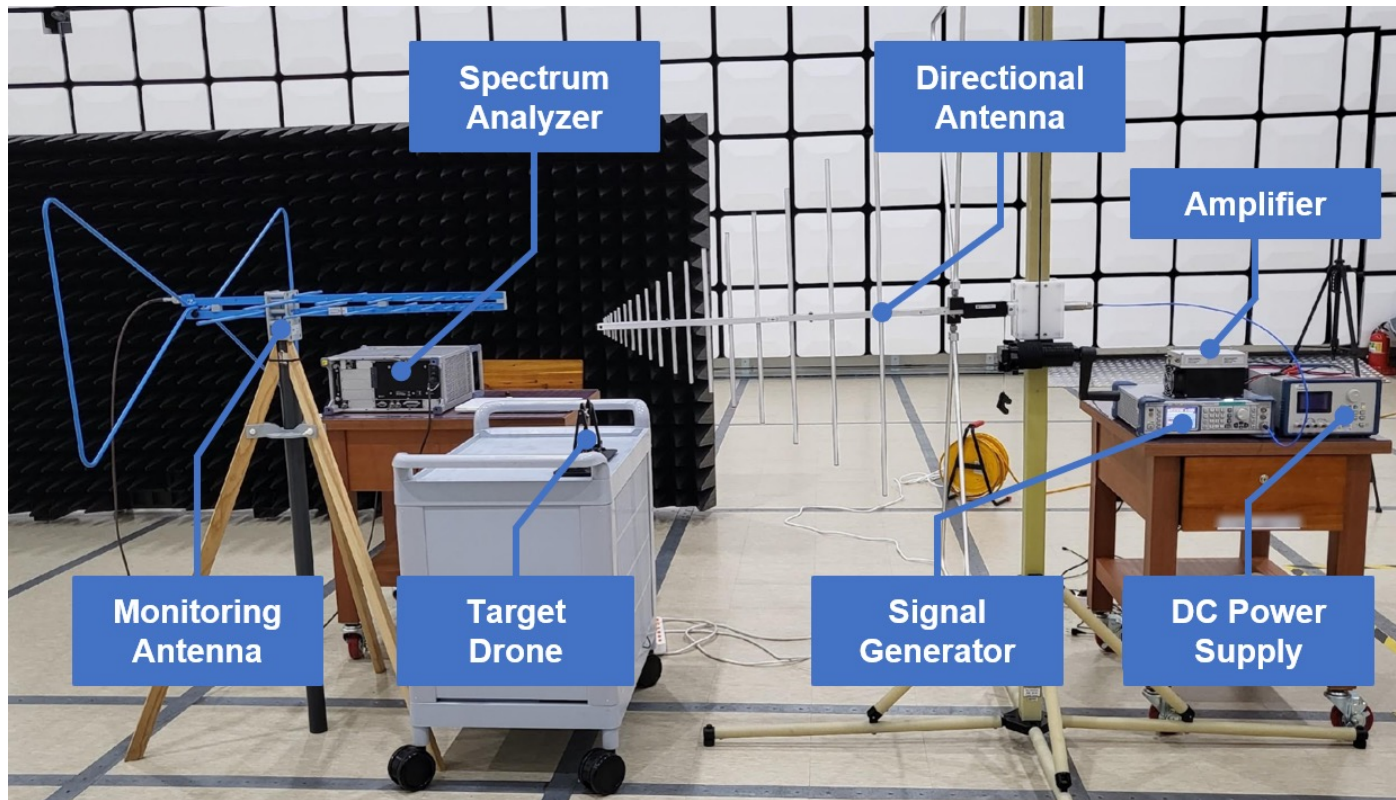 Spectrum
Analyzer
Directional
Antenna
Amplifier
Monitoring
Antenna
Target
Drone
Signal
Generator
DC Power
Supply